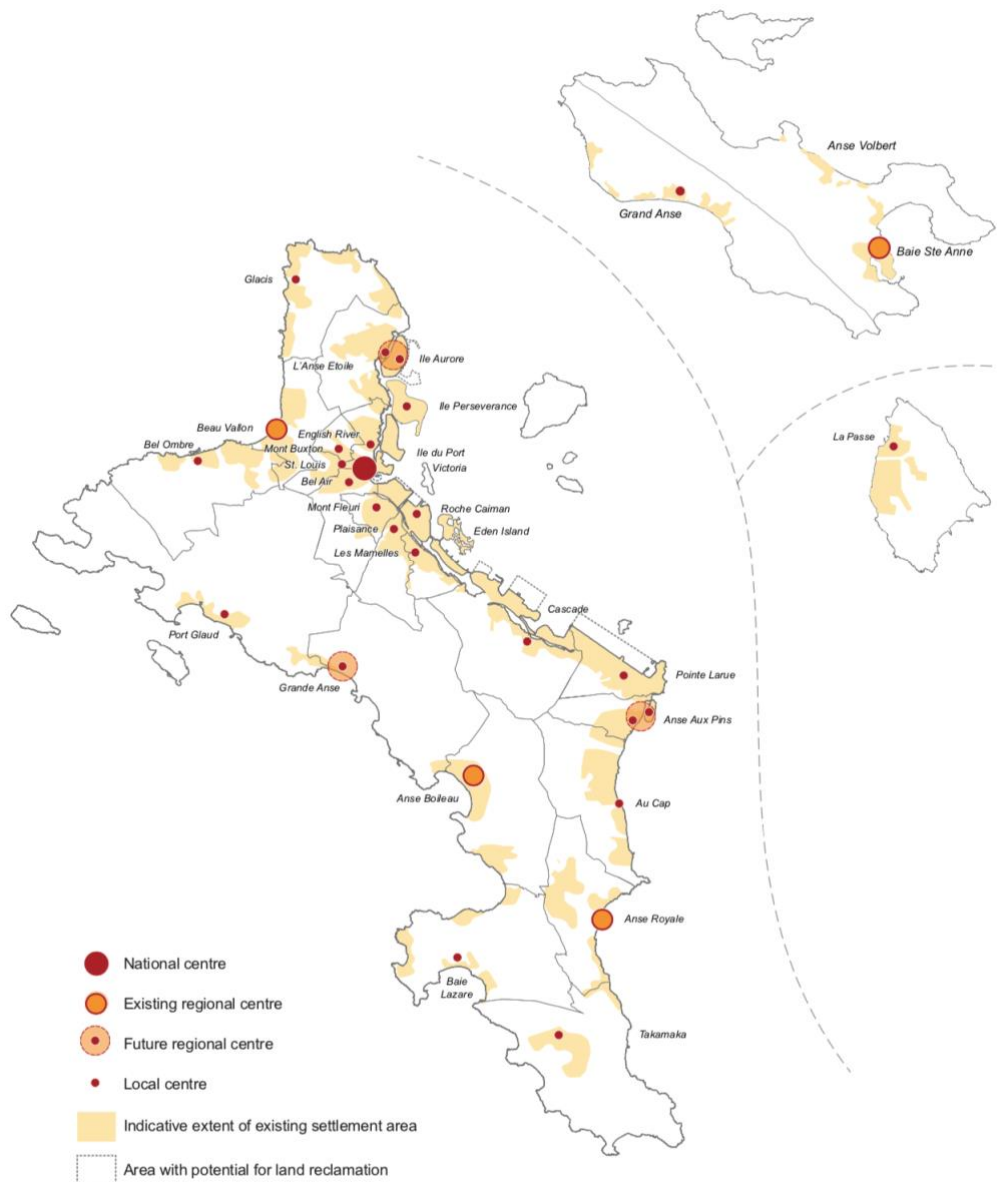 Anse Volbert
Grand Anse
Baie Ste Anne
Glacis
Ile Aurore
L'Anse Etoile
Ile Perseverance
Beau Vallon
English River
La Passe
Bel Ombre
Mont Buxton
Ile du Port
St. Louis
Victoria
Bel Air
Mont Fleuri
Roche Caiman
Plaisance
Eden Island
Les Mamelles
Cascade
Port Glaud
Pointe Larue
Grande Anse
Anse Aux Pins
Anse Boileau
Au Cap
Anse Royale
Baie
Lazare
Takamaka
National centre
Existing regional centre
Future regional centre
Local centre
Indicative extent of existing settlement area
Area with potential for land reclamation